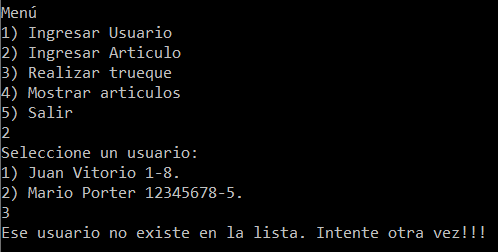 Menú
1) Ingresar Usuario
2) Ingresar Articulo
3) Realizar trueque
4) Mostrar articulos
5) Salir
2
Seleccione un usuario:
1) Juan Vitorio 1-8.
2) Mario Porter 12345678-5.
3
Ese usuario no existe en la lista. Intente otra vez!!!